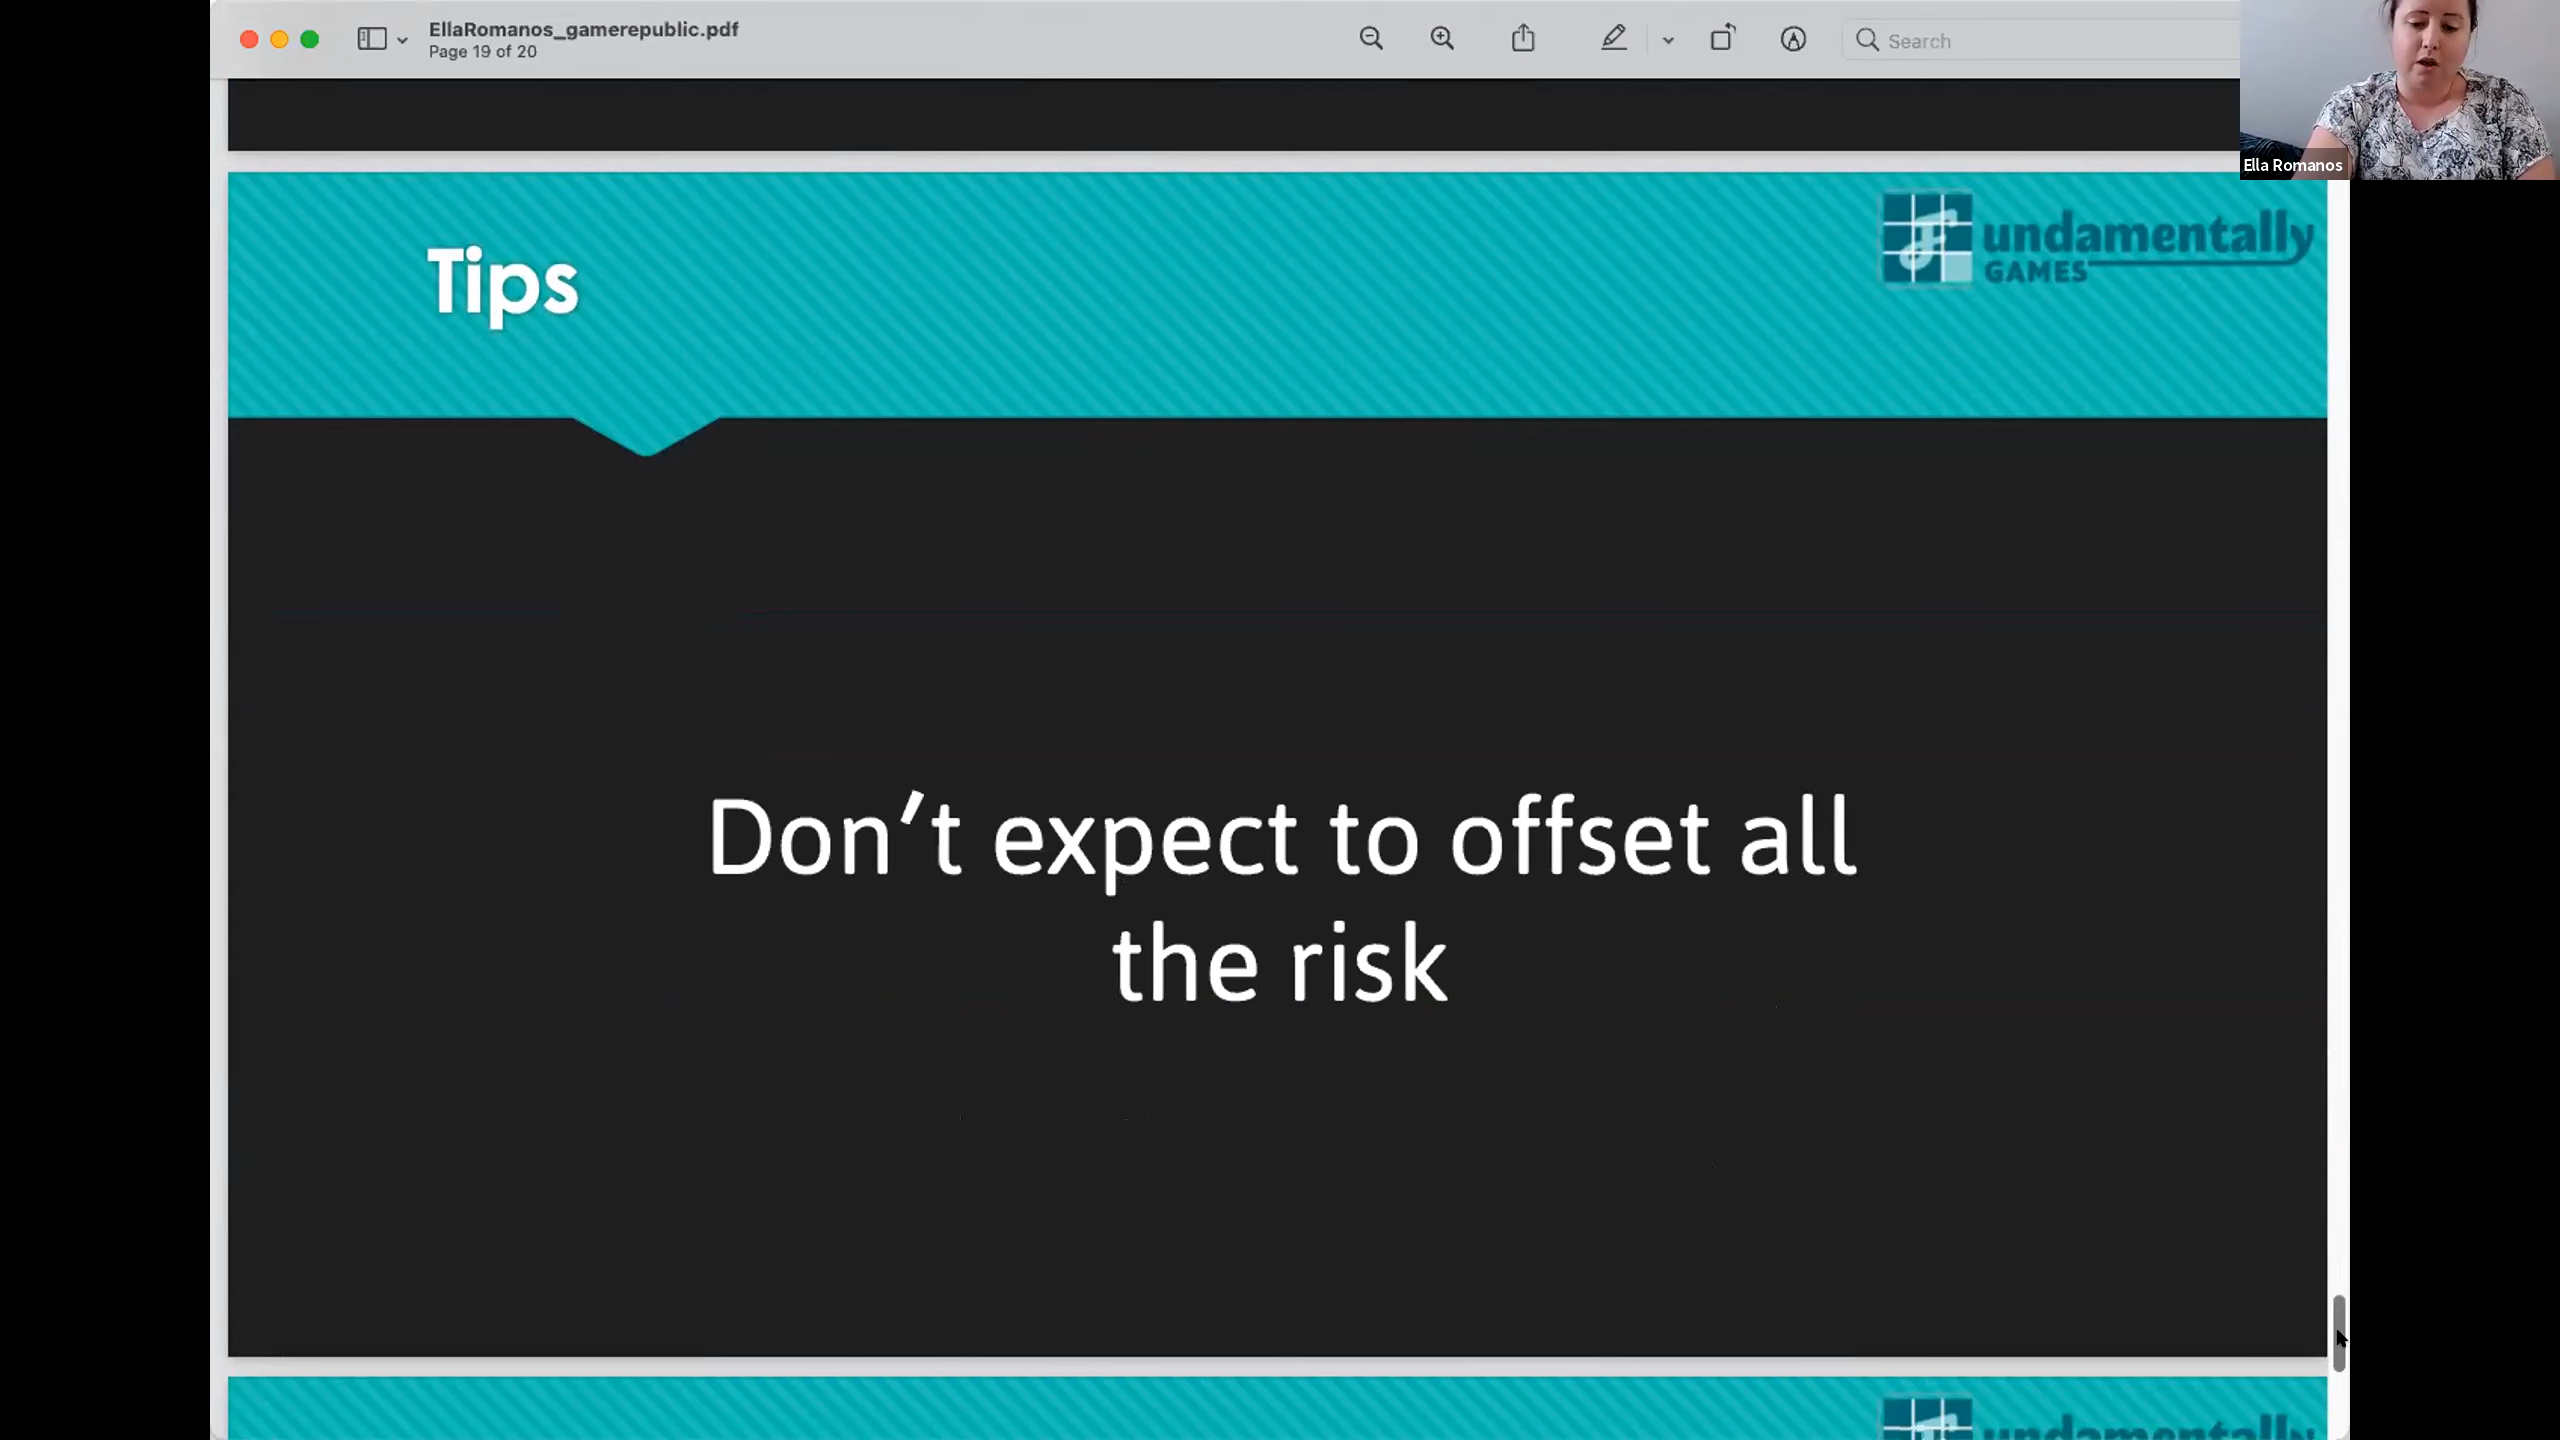 EllaRomanos_gamerepublic.pdf
Page 19 of 20
Search
Ella Romanos
Tips
Fundamentally
GAMES
Don't expect to offset all
the risk
undamentally